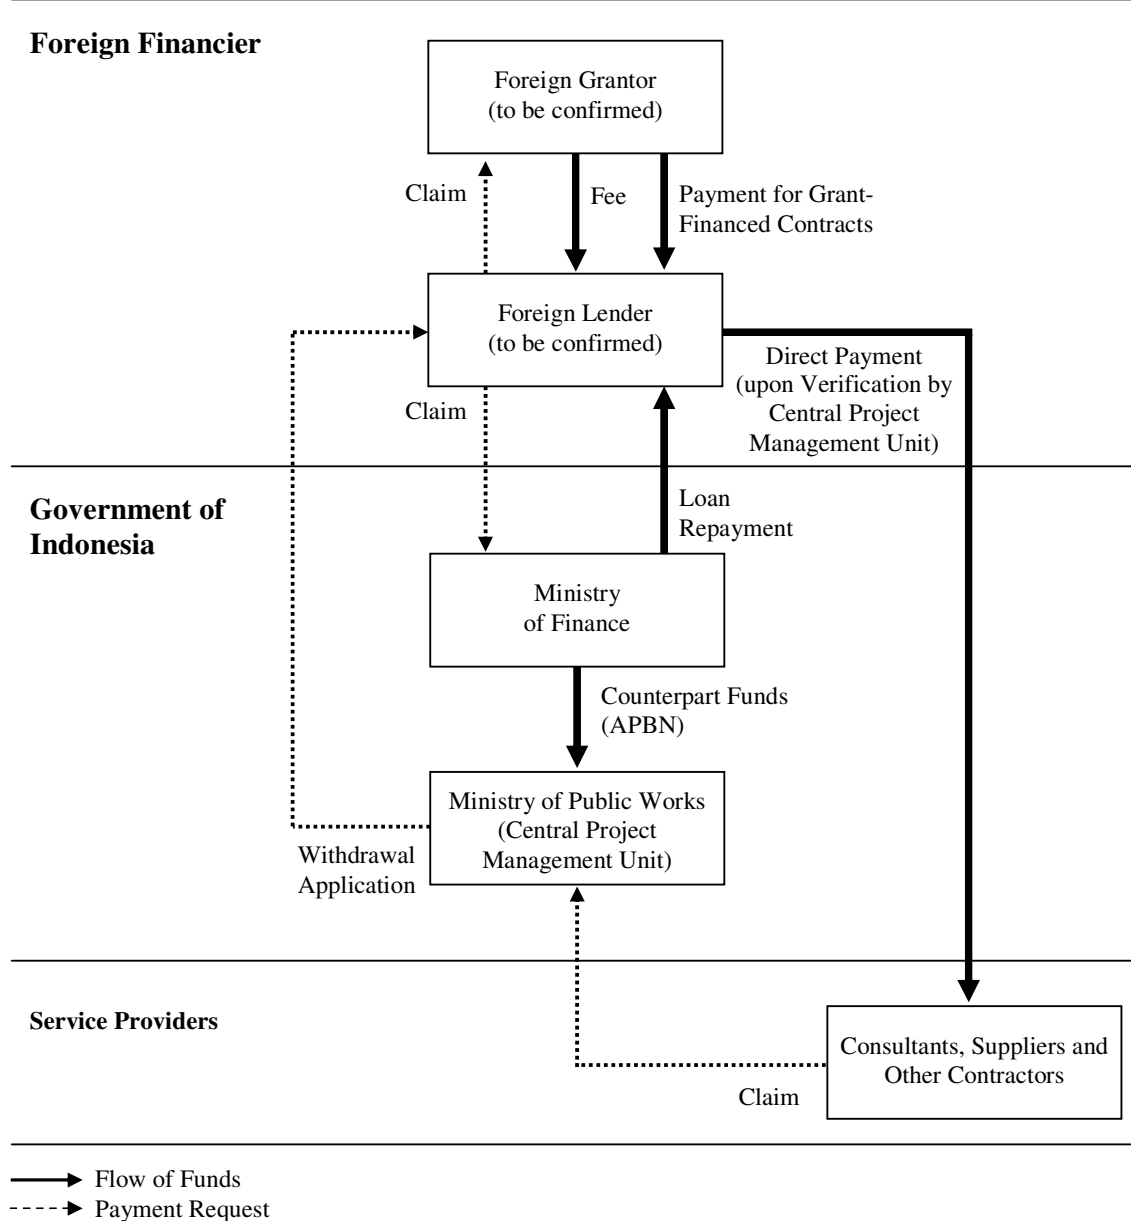 Foreign Financier
Foreign Grantor
(to be confirmed)
Claim
Fee
Payment for Grant-
Financed Contracts
Foreign Lender
(to be confirmed)
Direct Payment
(upon Verification by
Central Project
Management Unit)
Claim
Government of
Indonesia
Loan
Repayment
Ministry
of Finance
Counterpart Funds
(APBN)
Ministry of Public Works
(Central Project
Management Unit)
Withdrawal
Application
Service Providers
Consultants, Suppliers and
Other Contractors
Claim
Flow of Funds
Payment Request